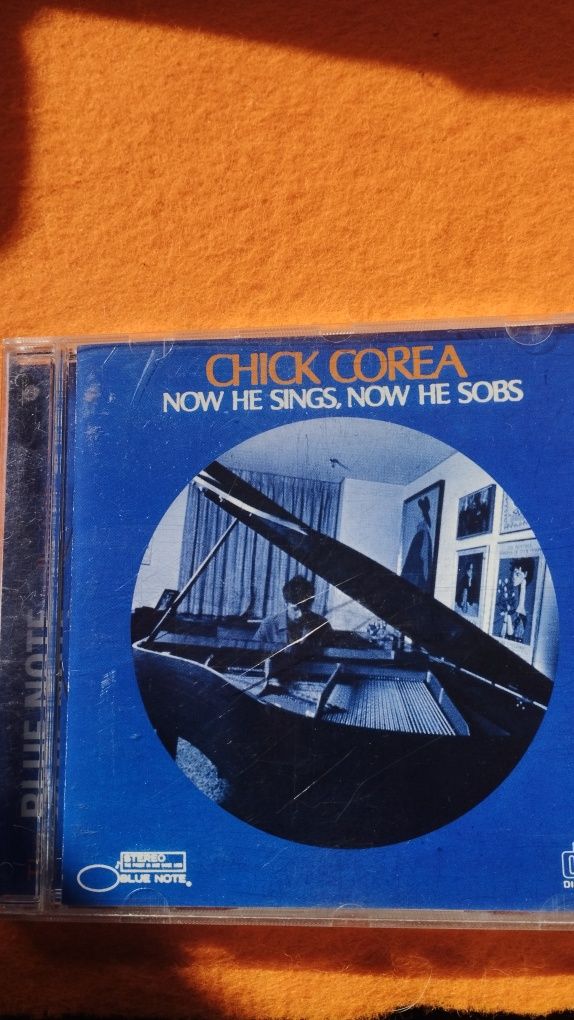 CHICK COREA
NOW HE SINGS, NOW HE SOBS
BLUE NOTE
STEREO
BLUE NOTE®